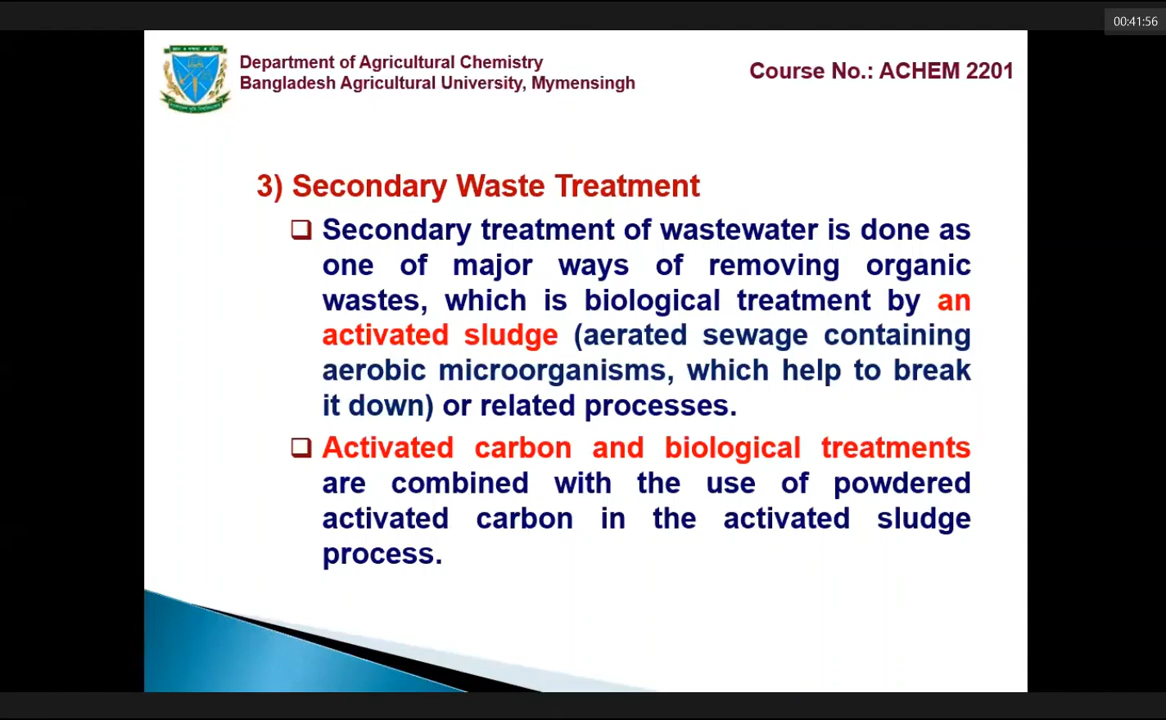 00:41:56
Department of Agricultural Chemistry
Bangladesh Agricultural University, Mymensingh
Course No.: ACHEM 2201
3) Secondary Waste Treatment
Secondary treatment of wastewater is done as
one of major ways of removing organic
wastes, which is biological treatment by an
activated sludge (aerated sewage containing
aerobic microorganisms, which help to break
it down) or related processes.
Activated carbon and biological treatments
are combined with the use of powdered
activated carbon in the activated sludge
process.